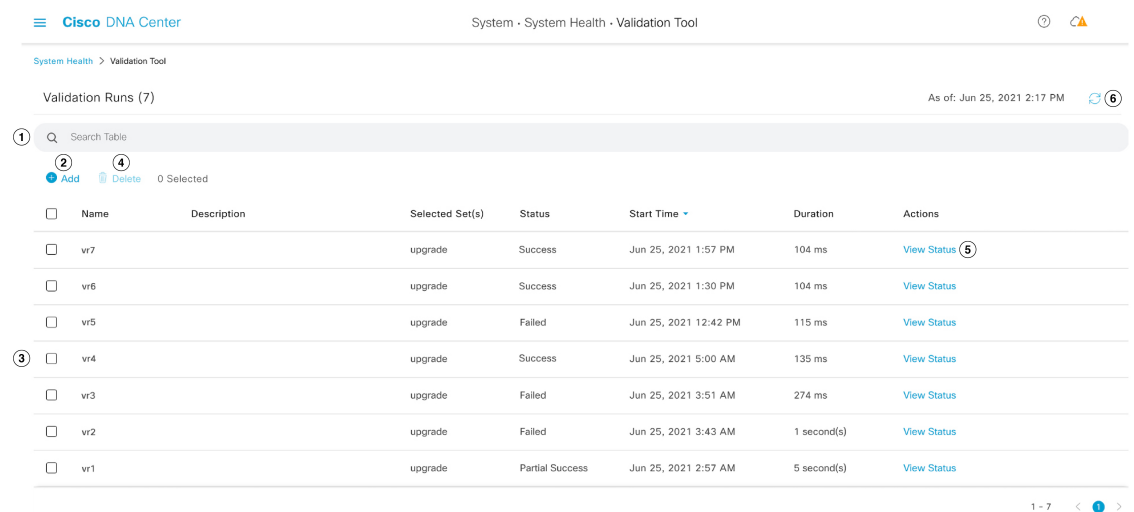 Cisco DNA Center System · System Health · Validation Tool ?
System Health > Validation Tool
Validation Runs (7) As of: Jun 25, 2021 2:17 PM 6
1 Search Table
2 4
Add Delete 0 Selected
Name Description Selected Set(s) Status Start Time Duration Actions
vr7 upgrade Success Jun 25, 2021 1:57 PM 104 ms View Status 5
vr6 upgrade Success Jun 25, 2021 1:30 PM 104 ms View Status
vr5 upgrade Failed Jun 25, 2021 12:42 PM 115 ms View Status
3 vr4 upgrade Success Jun 25, 2021 5:00 AM 135 ms View Status
vr3 upgrade Failed Jun 25, 2021 3:51 AM 274 ms View Status
vr2 upgrade Failed Jun 25, 2021 3:43 AM 1 second(s) View Status
vr1 upgrade Partial Success Jun 25, 2021 2:57 AM 5 second(s) View Status
1 - 7 < 1 >